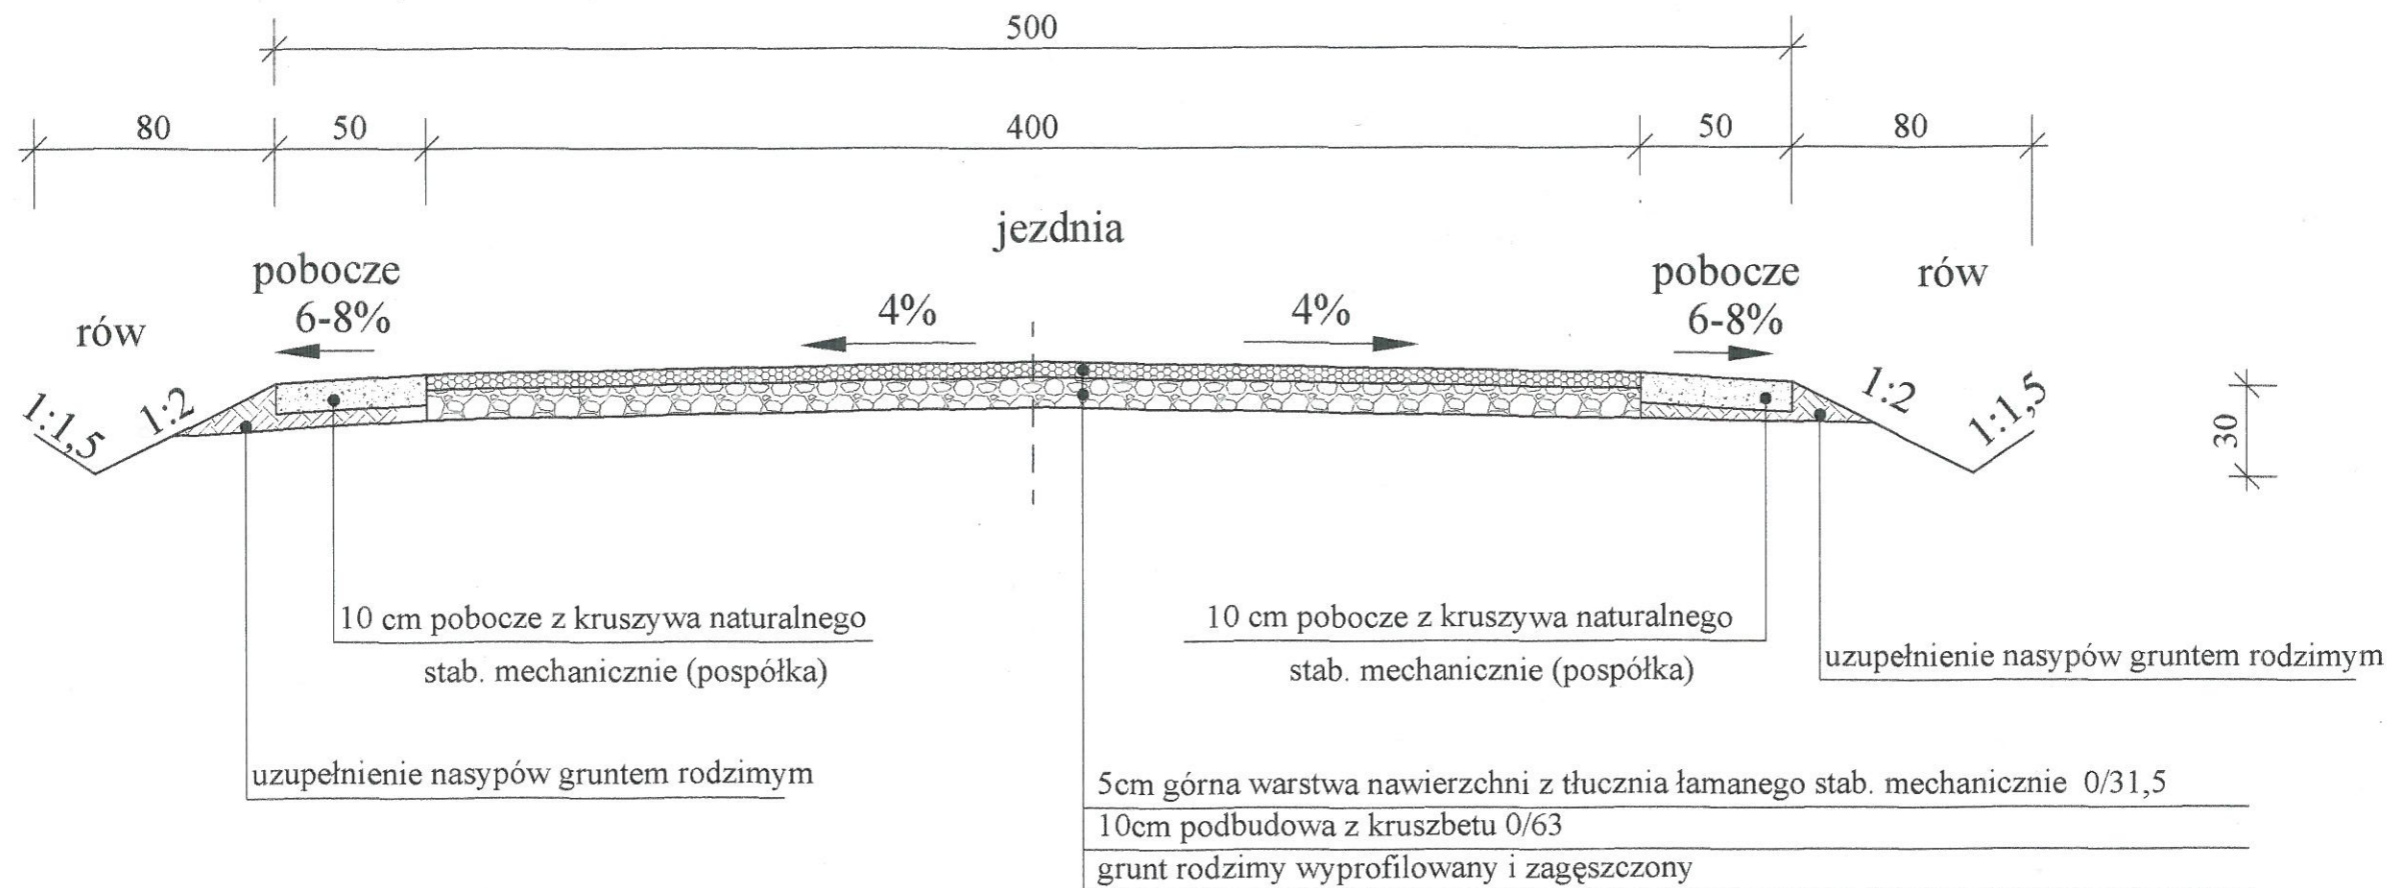 500
80 50 400 50 80
jezdnia
pobocze pobocze rów
6-8% 4% 4% 6-8%
rów
1:1,5 1:2 1:2 1:1,5
30
10 cm pobocze z kruszywa naturalnego
stab. mechanicznie (pospółka)
10 cm pobocze z kruszywa naturalnego
stab. mechanicznie (pospółka)
uzupełnienie nasypów gruntem rodzimym
uzupełnienie nasypów gruntem rodzimym
5cm górna warstwa nawierzchni z tłucznia łamanego stab. mechanicznie 0/31,5
10cm podbudowa z kruszbetu 0/63
grunt rodzimy wyprofilowany i zagęszczony